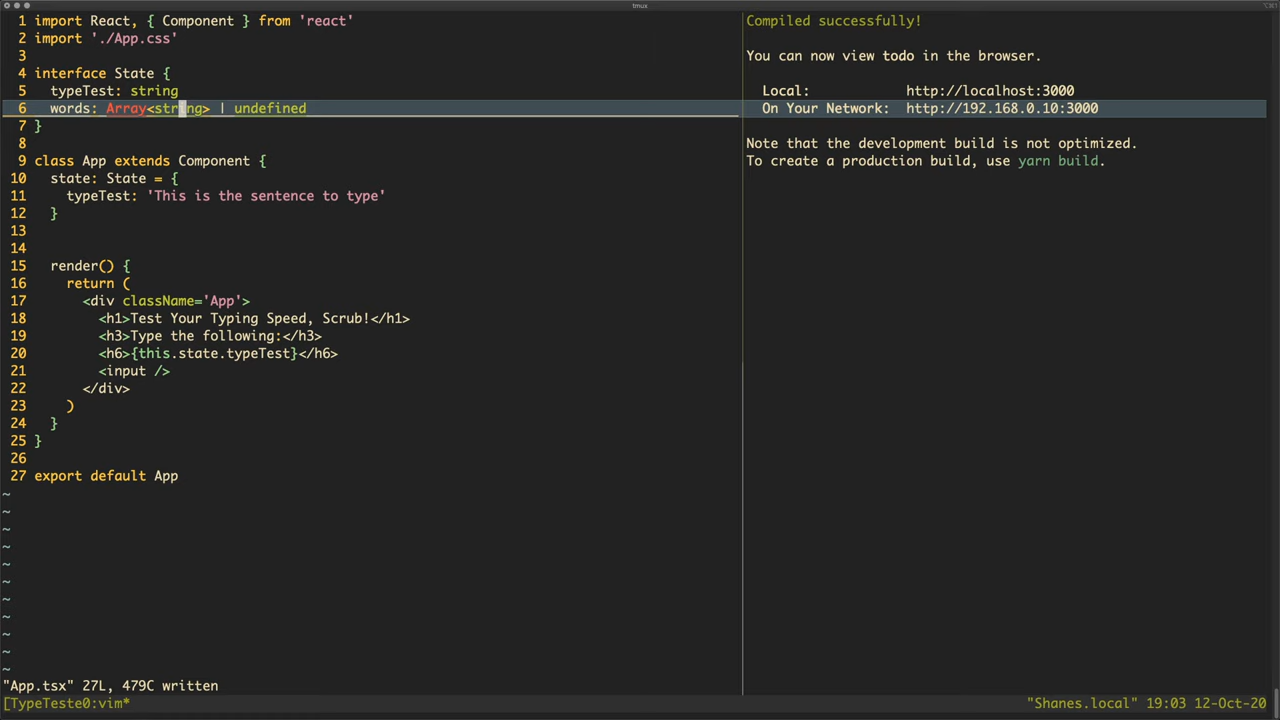 tmux
1 import React, { Component } from 'react'
2 import './App.css'
3
4 interface State {
5   typeTest: string
6   words: Array<string> | undefined
7 }
8
9 class App extends Component {
10   state: State = {
11     typeTest: 'This is the sentence to type'
12   }
13
14
15   render() {
16     return (
17       <div className='App'>
18         <h1>Test Your Typing Speed, Scrub!</h1>
19         <h3>Type the following:</h3>
20         <h6>{this.state.typeTest}</h6>
21         <input />
22       </div>
23     )
24   }
25 }
26
27 export default App
~
~
~
~
~
~
~
~
~
~
~
"App.tsx" 27L, 479C written
Compiled successfully!
You can now view todo in the browser.
Local: http://localhost:3000
On Your Network: http://192.168.0.10:3000
Note that the development build is not optimized.
To create a production build, use yarn build.
[TypeTeste0:vim* "Shanes.local" 19:03 12-Oct-20